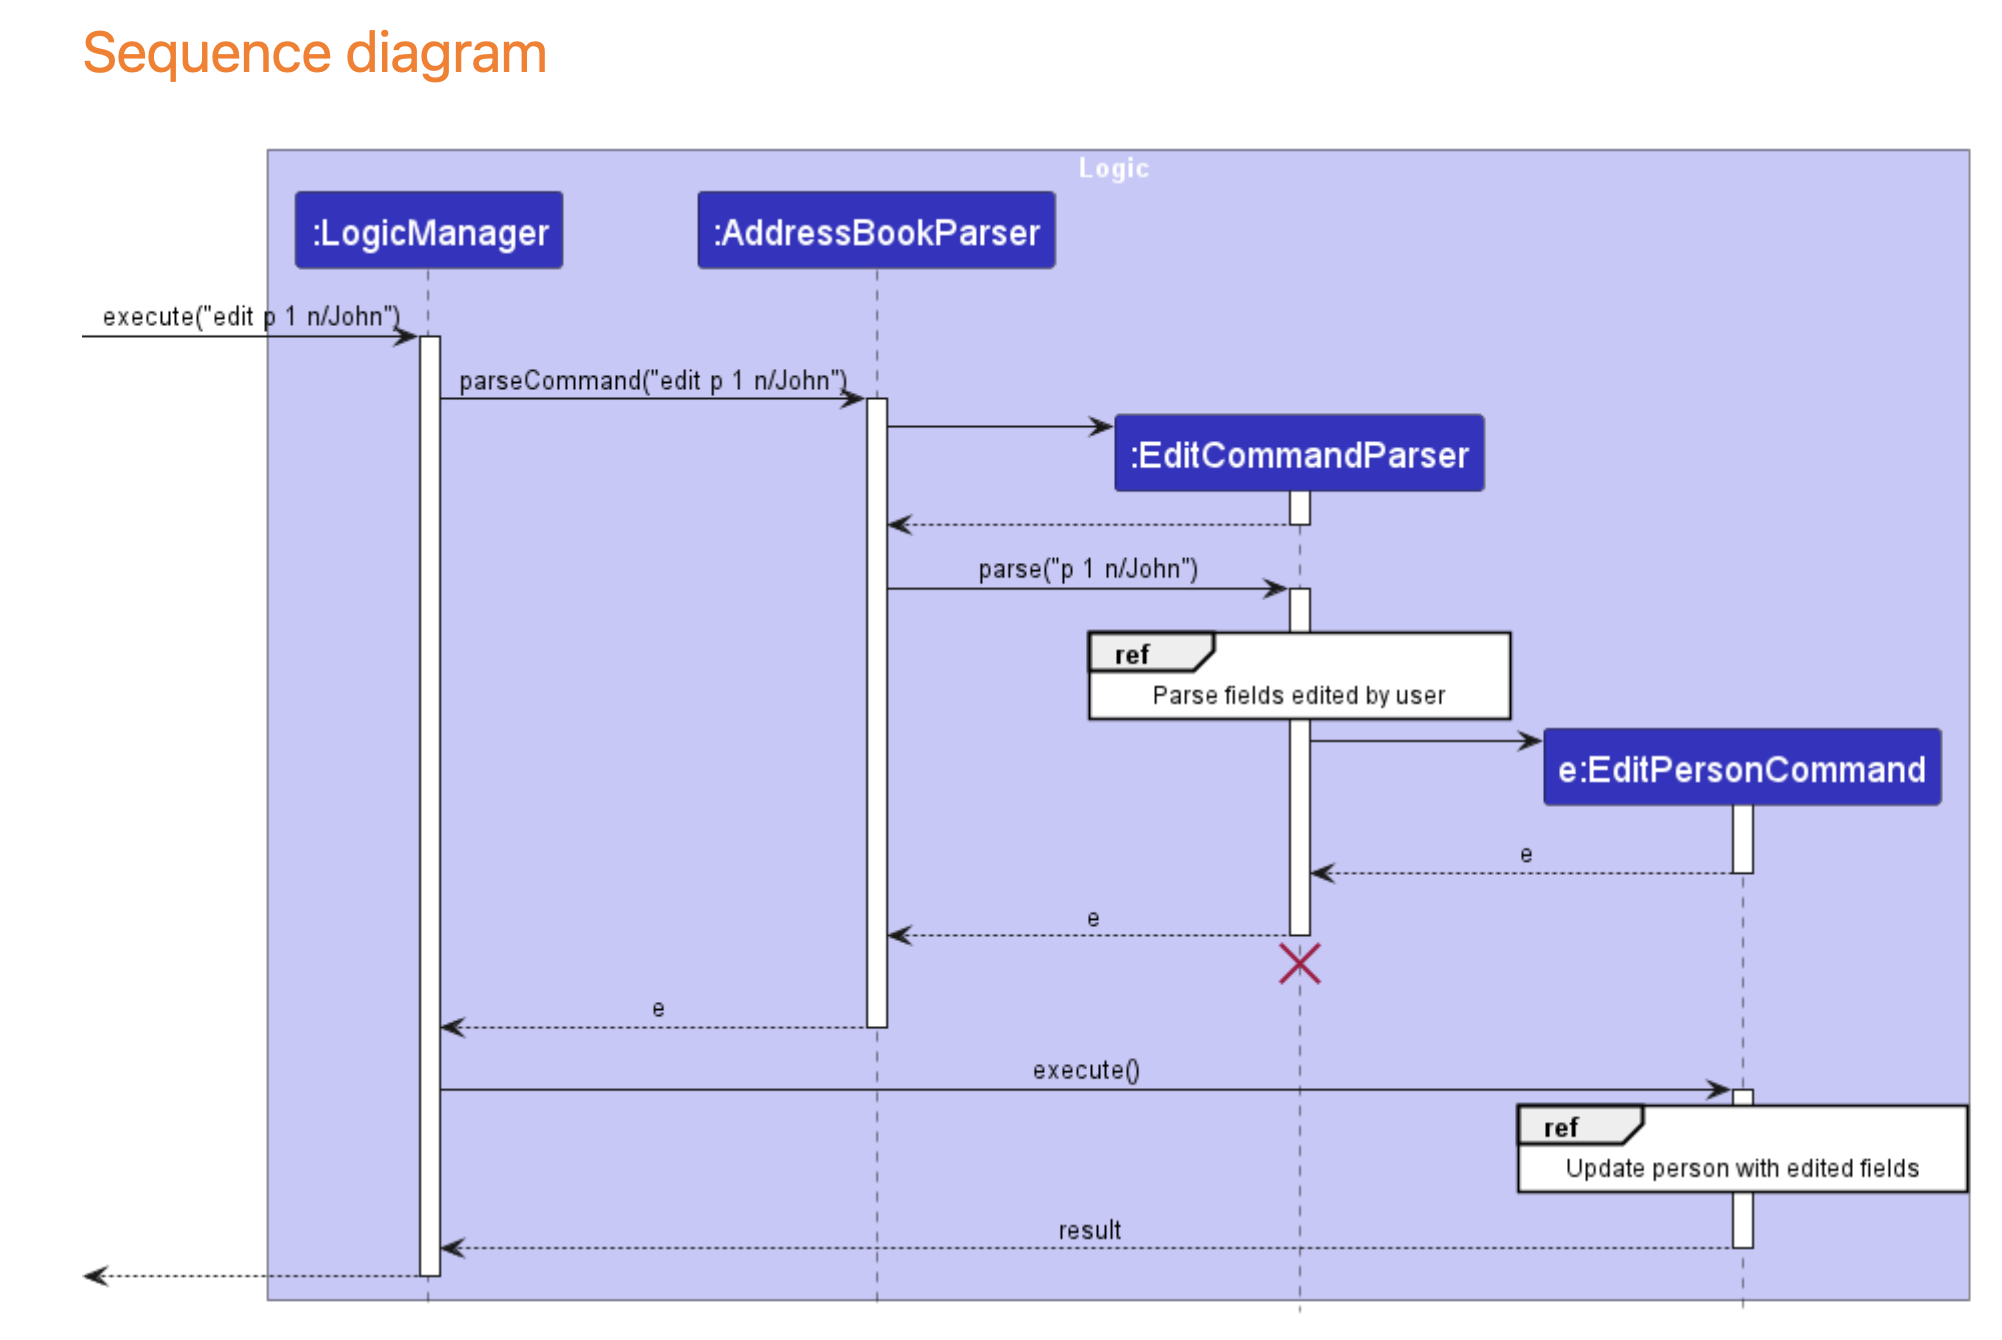 Sequence diagram
Logic
:LogicManager
:AddressBookParser
execute("edit p 1 n/John")
parseCommand("edit p 1 n/John")
:EditCommandParser
parse("p 1 n/John")
ref
Parse fields edited by user
e:EditPersonCommand
e
e
e
execute()
ref
Update person with edited fields
result